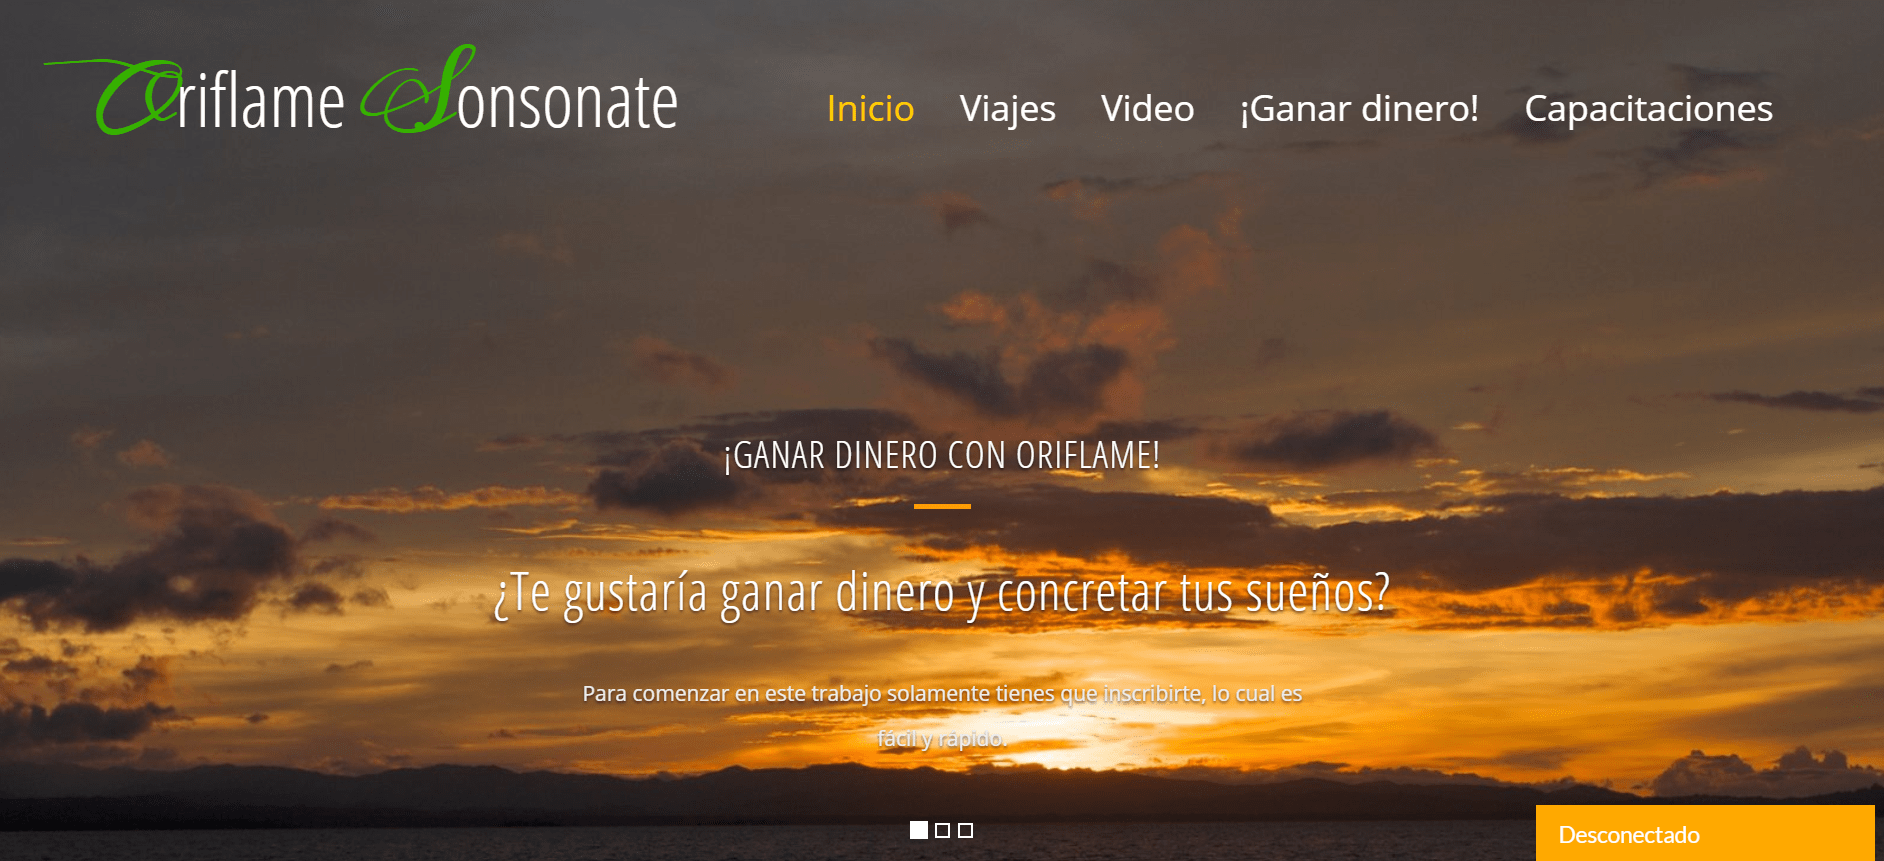 Oriflame Sonsonate
Inicio Viajes Video ¡Ganar dinero! Capacitaciones
¡GANAR DINERO CON ORIFLAME!
¿Te gustaría ganar dinero y concretar tus sueños?
Para comenzar en este trabajo solamente tienes que inscribirte, lo cual es
fácil y rápido.
Desconectado